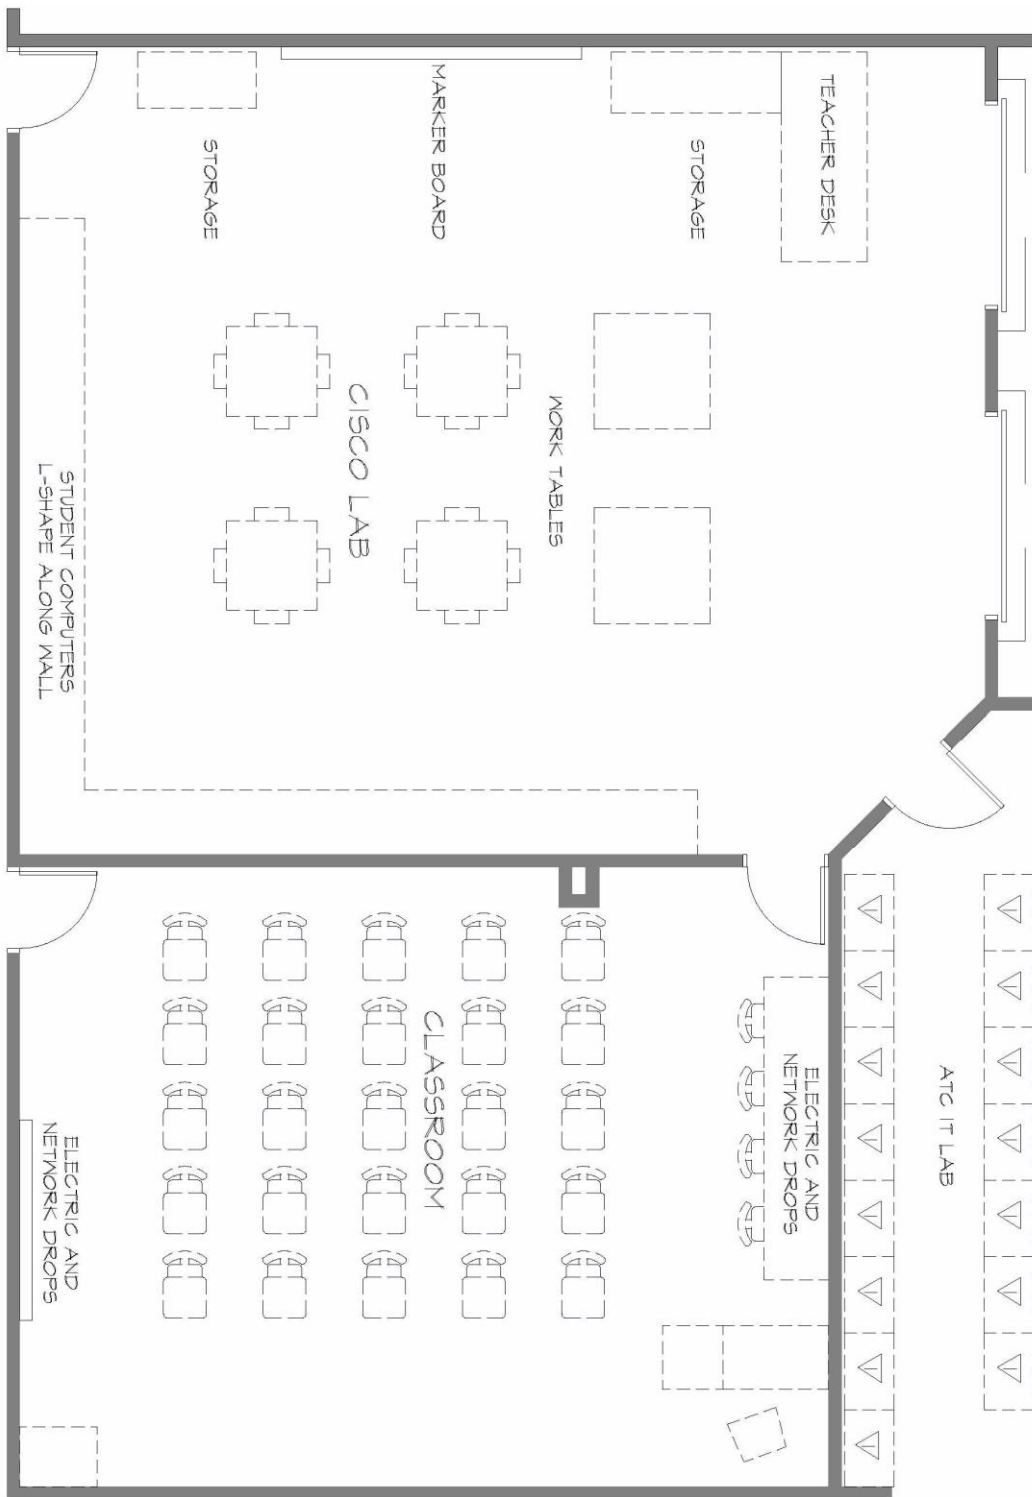 ATC IT LAB
TEACHER DESK
ELECTRIC AND
NETWORK DROPS
STORAGE
WORK TABLES
MARKER BOARD
CLASSROOM
CISCO LAB
STORAGE
STUDENT COMPUTERS
L-SHAPE ALONG WALL
ELECTRIC AND
NETWORK DROPS